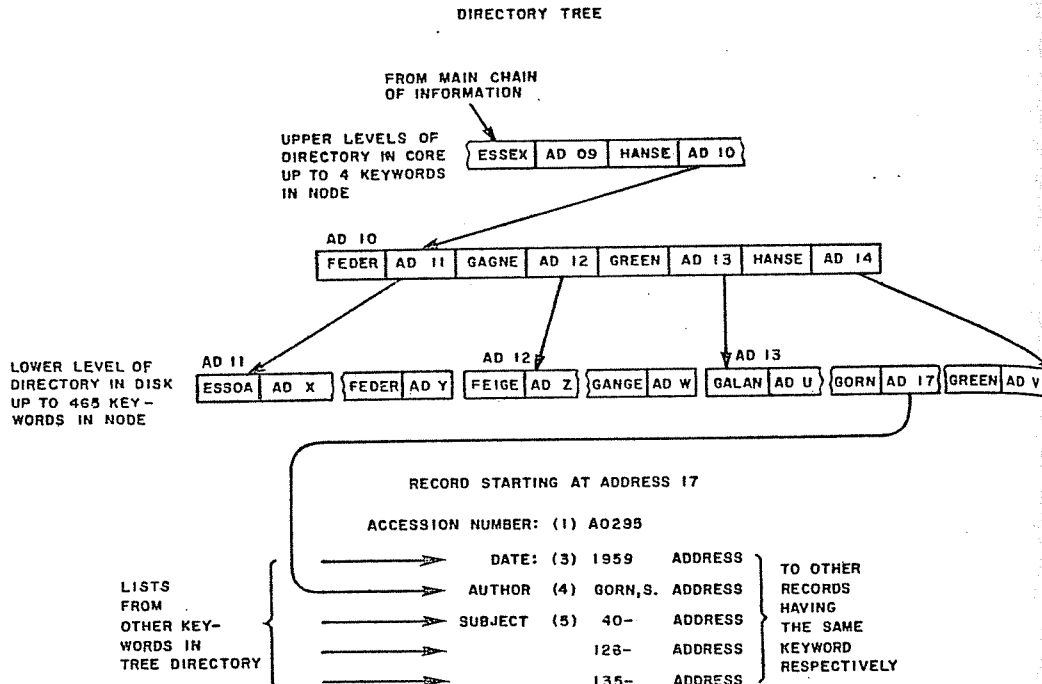 DIRECTORY TREE
FROM MAIN CHAIN
OF INFORMATION
UPPER LEVELS OF
DIRECTORY IN CORE
UP TO 4 KEYWORDS
IN NODE
ESSEX AD 09 HANSE AD 10
AD 10
FEDER AD 11 GAGNE AD 12 GREEN AD 13 HANSE AD 14
LOWER LEVEL OF
DIRECTORY IN DISK
UP TO 465 KEY-
WORDS IN NODE
AD 11 AD 12 AD 13
ESSOA AD X FEDER AD Y FEIGE AD Z GANGE AD W GALAN AD U GORN AD 17 GREEN AD V
RECORD STARTING AT ADDRESS 17
ACCESSION NUMBER: (1) A0295
DATE: (3) 1959 ADDRESS
AUTHOR (4) GORN,S. ADDRESS
SUBJECT (5) 40- ADDRESS
128- ADDRESS
135- ADDRESS
LISTS
FROM
OTHER KEY-
WORDS IN
TREE DIRECTORY
TO OTHER
RECORDS
HAVING
THE SAME
KEYWORD
RESPECTIVELY